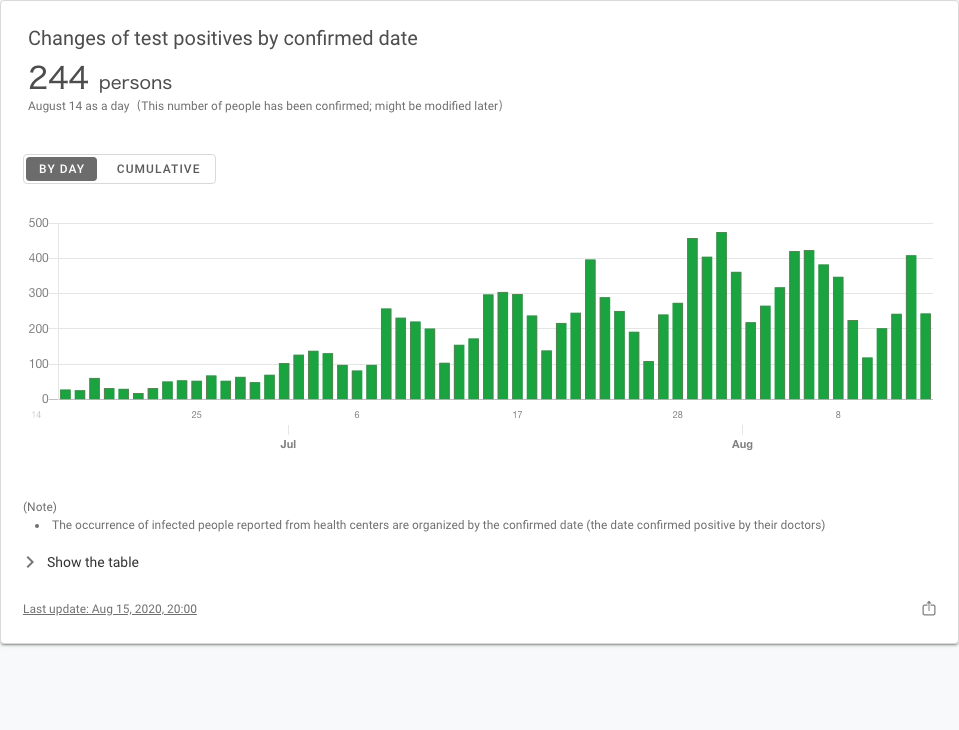 Changes of test positives by confirmed date
244 persons
August 14 as a day（This number of people has been confirmed; might be modified later）
BY DAY CUMULATIVE
500
400
300
200
100
0
14 25 6 17 28 8
Jul Aug
(Note)
• The occurrence of infected people reported from health centers are organized by the confirmed date (the date confirmed positive by their doctors)
Show the table
Last update: Aug 15, 2020, 20:00